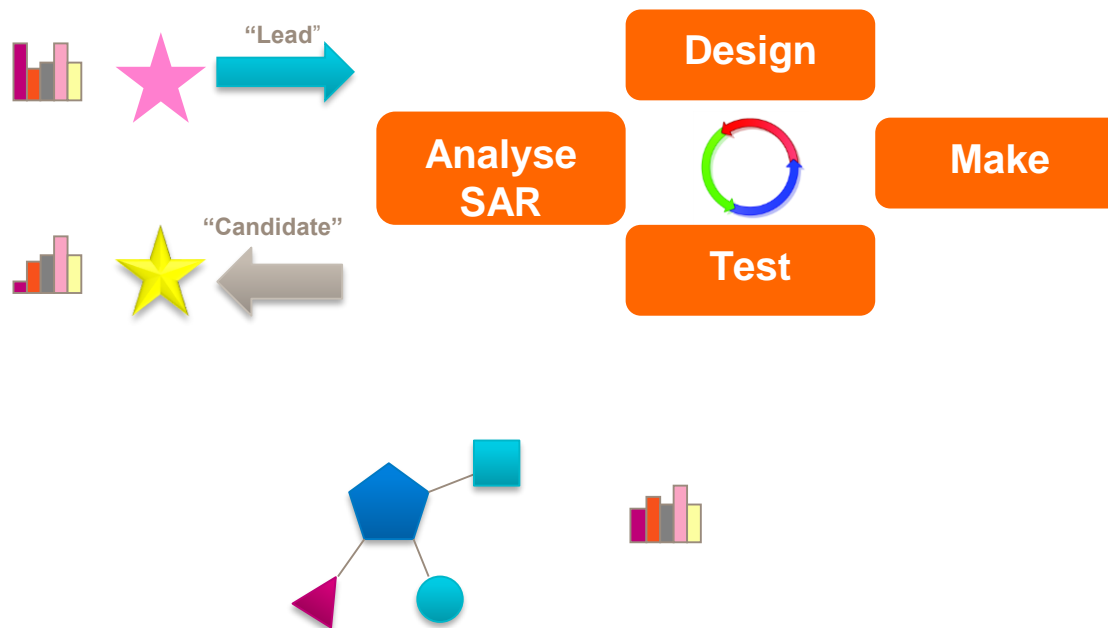 “Lead”
Design
Analyse
SAR
Make
“Candidate”
Test